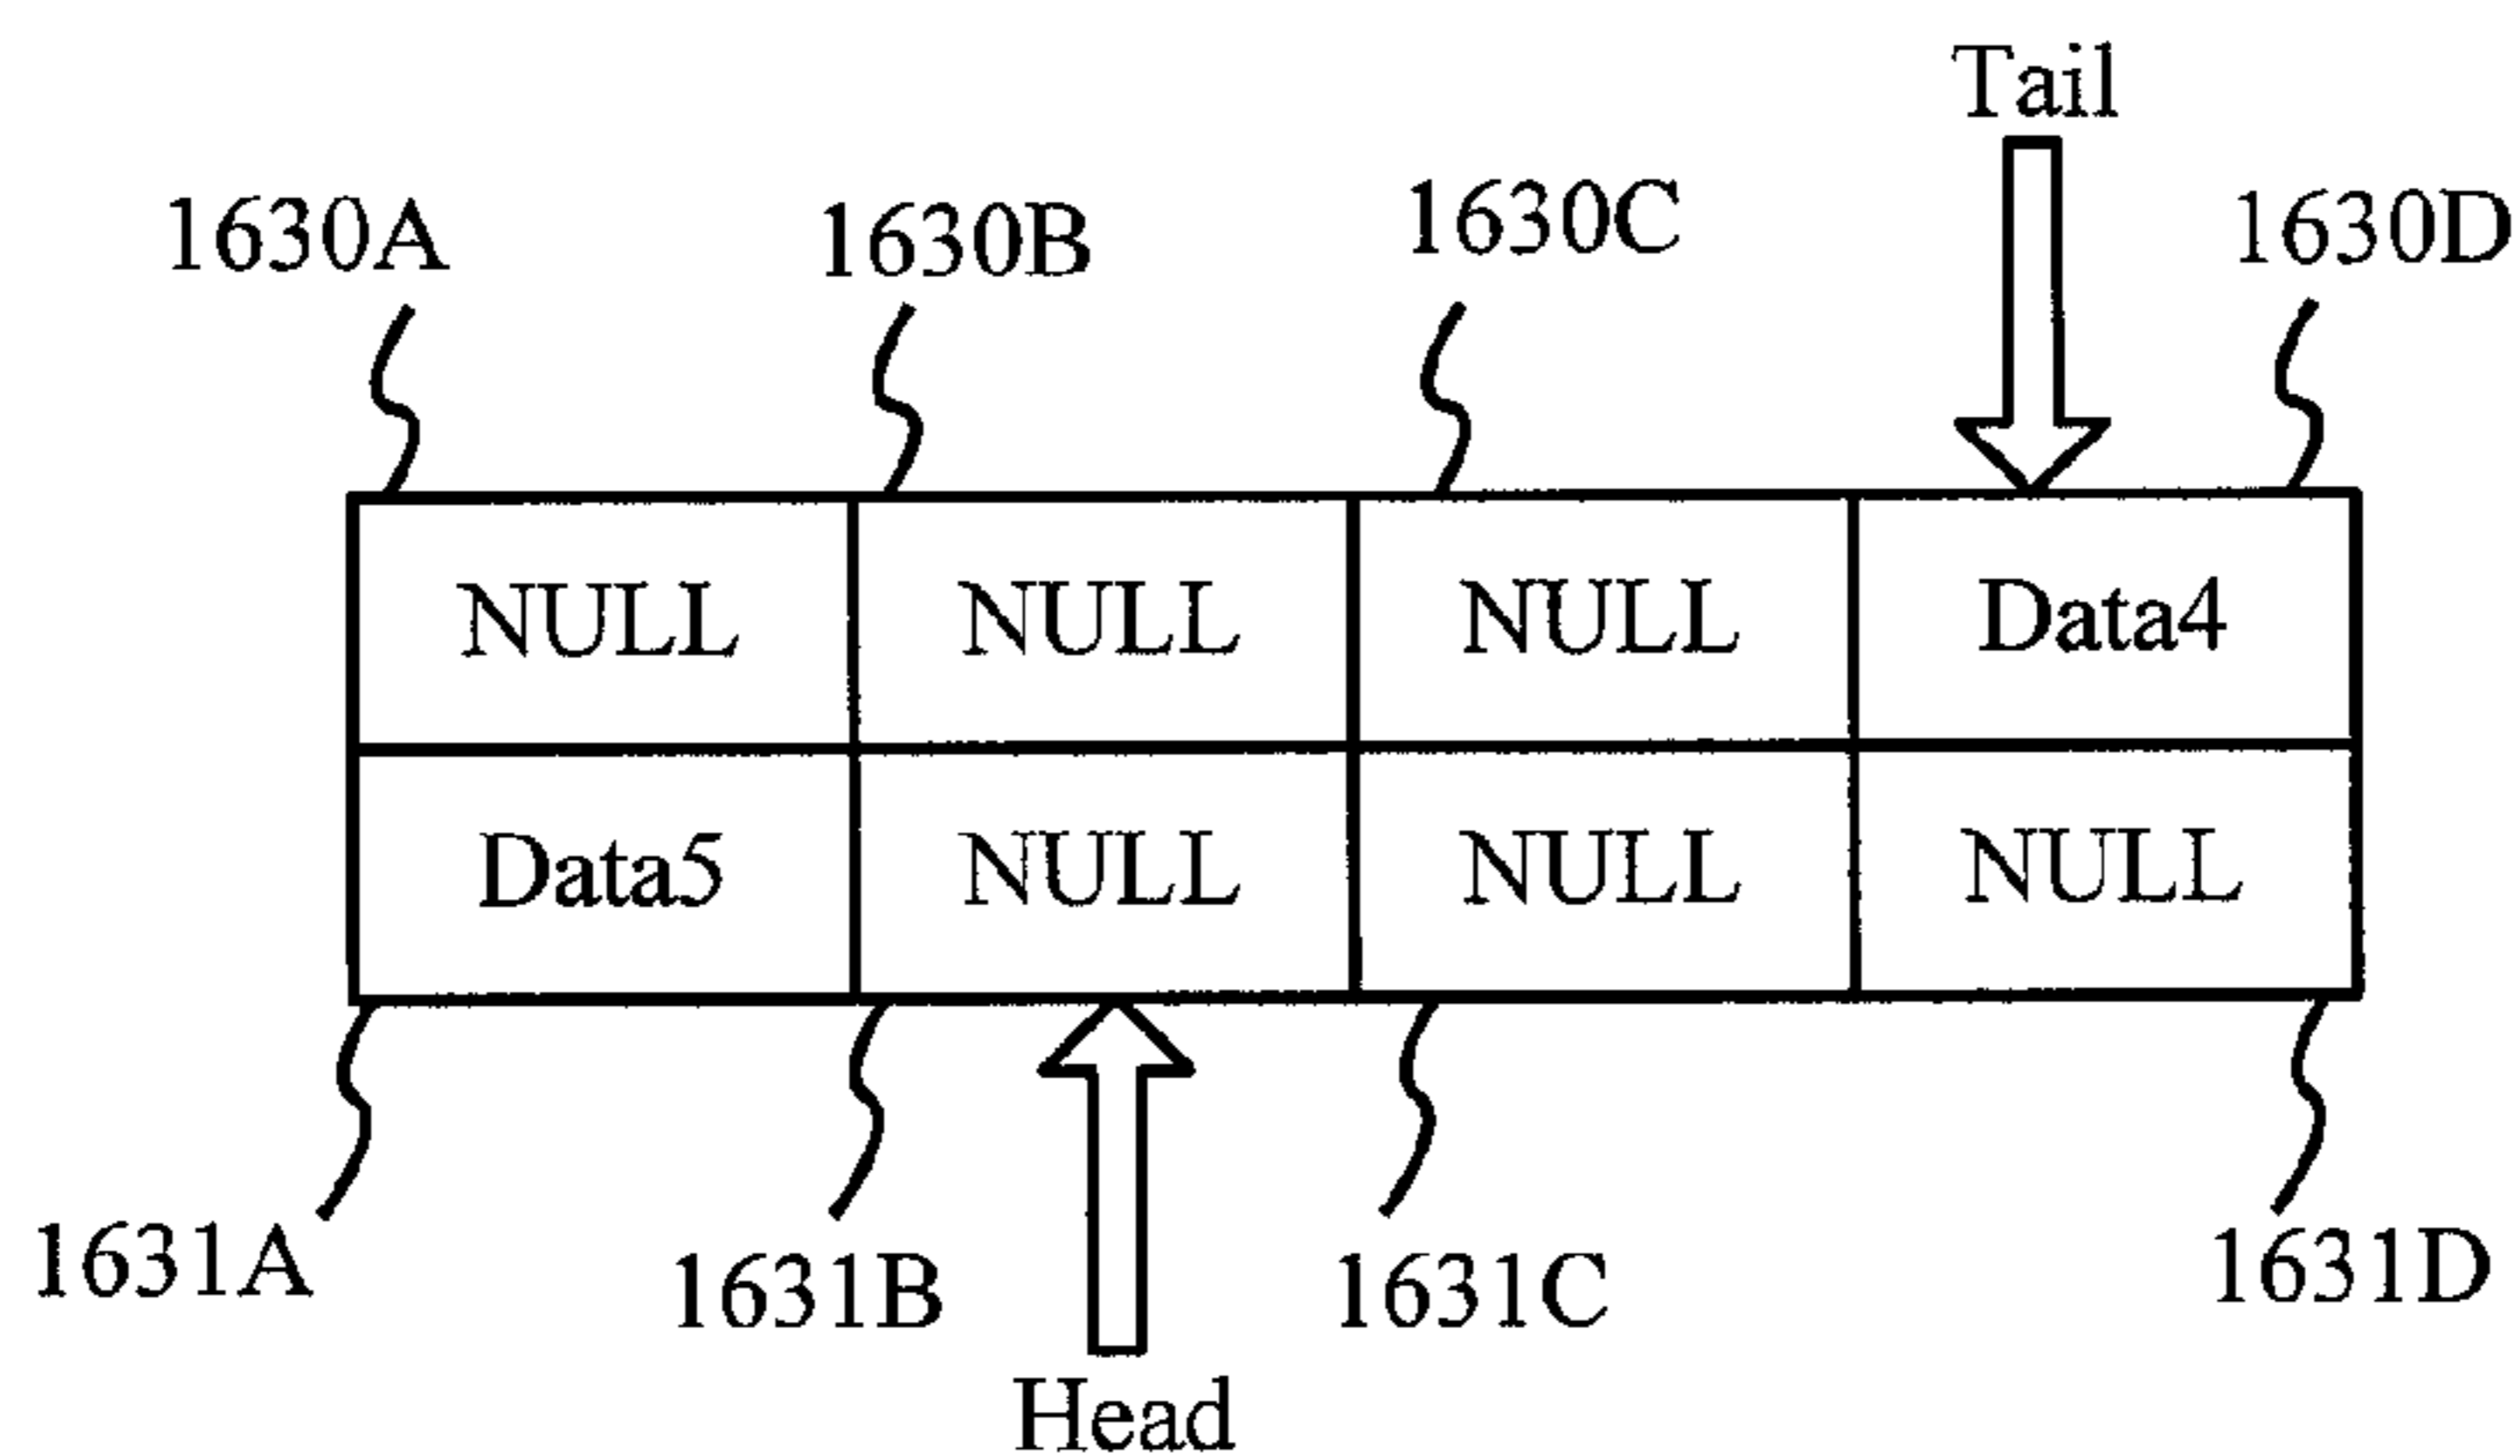 Tail
1630A 1630B 1630C 1630D
NULL NULL NULL Data4
Data5 NULL NULL NULL
1631A 1631B 1631C 1631D
Head